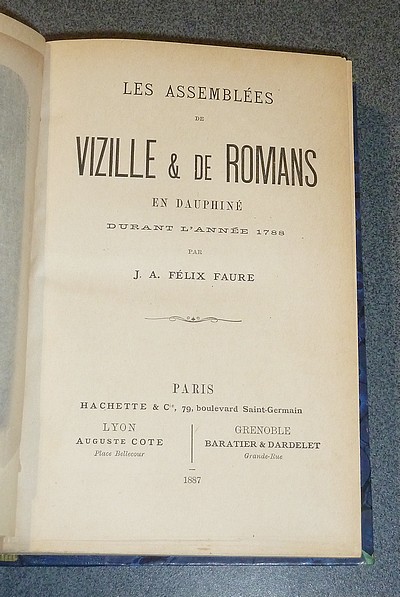 LES ASSEMBLÉES
DE
VIZILLE & DE ROMANS
EN DAUPHINÉ
DURANT L'ANNÉE 1788
PAR
J. A. FÉLIX FAURE
PARIS
HACHETTE & Cie, 79, boulevard Saint-Germain
LYON
AUGUSTE COTE
Place Bellecour
GRENOBLE
BARATIER & DARDELET
Grande-Rue
1887